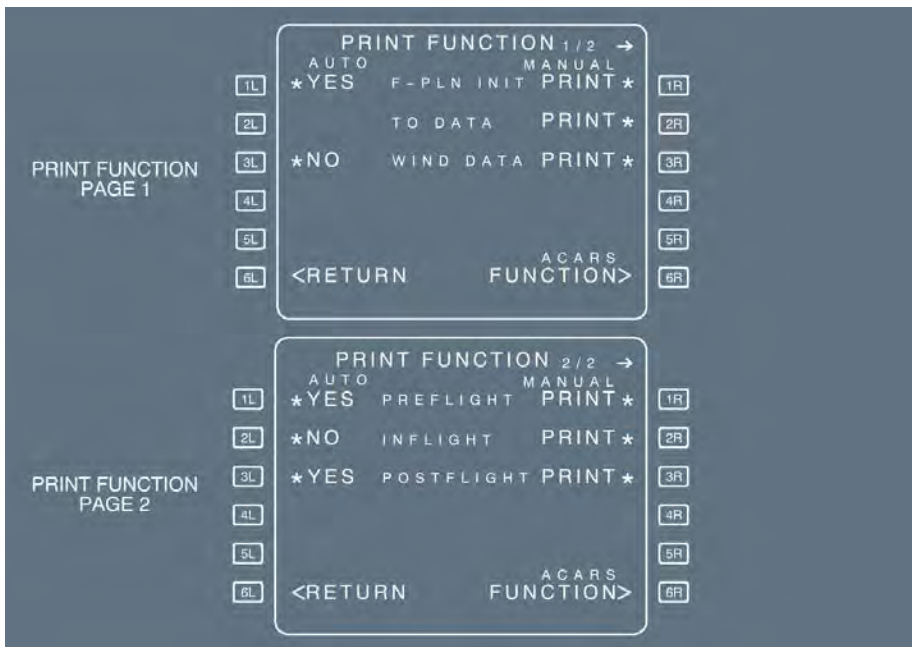 PRINT FUNCTION 1/2 →
AUTO MANUAL
1L *YES F-PLN INIT PRINT* 1R
2L TO DATA PRINT* 2R
PRINT FUNCTION
PAGE 1
3L *NO WIND DATA PRINT* 3R
4L 4R
5L 5R
ACARS
6L <RETURN FUNCTION> 6R
PRINT FUNCTION 2/2 →
AUTO MANUAL
1L *YES PREFLIGHT PRINT* 1R
2L *NO INFLIGHT PRINT* 2R
PRINT FUNCTION
PAGE 2
3L *YES POSTFLIGHT PRINT* 3R
4L 4R
5L 5R
ACARS
6L <RETURN FUNCTION> 6R